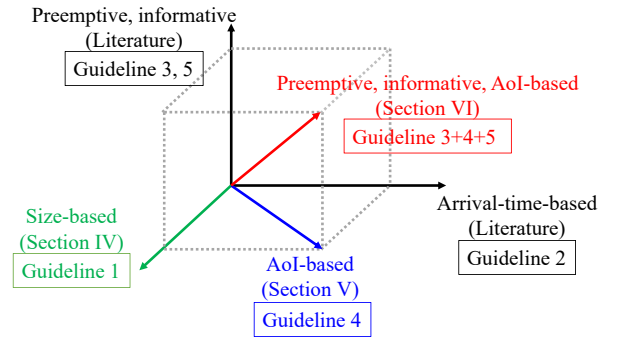 Preemptive, informative
(Literature)
Guideline 3, 5
Preemptive, informative, AoI-based
(Section VI)
Guideline 3+4+5
Arrival-time-based
(Literature)
Guideline 2
Size-based
(Section IV)
Guideline 1
AoI-based
(Section V)
Guideline 4